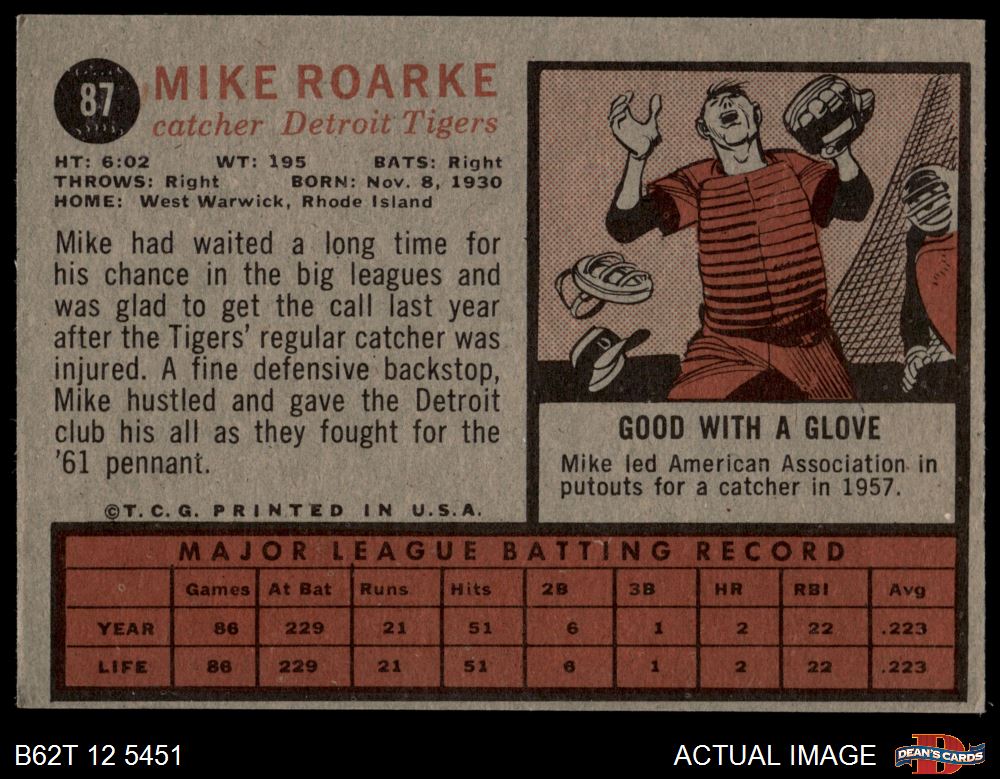 87
MIKE ROARKE
catcher Detroit Tigers
HT: 6:02 WT: 195 BATS: Right
THROWS: Right BORN: Nov. 8, 1930
HOME: West Warwick, Rhode Island
Mike had waited a long time for
his chance in the big leagues and
was glad to get the call last year
after the Tigers' regular catcher was
injured. A fine defensive backstop,
Mike hustled and gave the Detroit
club his all as they fought for the
'61 pennant.
©T. C. G. PRINTED IN U.S.A.
GOOD WITH A GLOVE
Mike led American Association in
putouts for a catcher in 1957.
MAJOR LEAGUE BATTING RECORD
Games At Bat Runs Hits 2B 3B HR RBI Avg
YEAR 86 229 21 51 6 1 2 22 .223
LIFE 86 229 21 51 6 1 2 22 .223
B62T 12 5451
ACTUAL IMAGE
D
DEAN'S CARDS